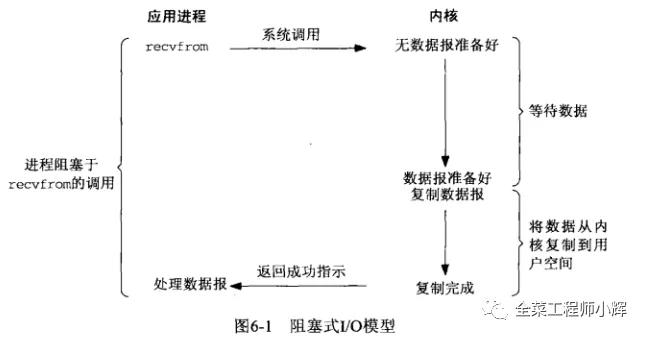 应用进程
内核
recvfrom
系统调用
无数据报准备好
等待数据
进程阻塞于
recvfrom的调用
数据报准备好
复制数据报
将数据从内
核复制到用
户空间
处理数据报
返回成功指示
复制完成
图6-1 阻塞式I/O模型
全菜工程师小辉